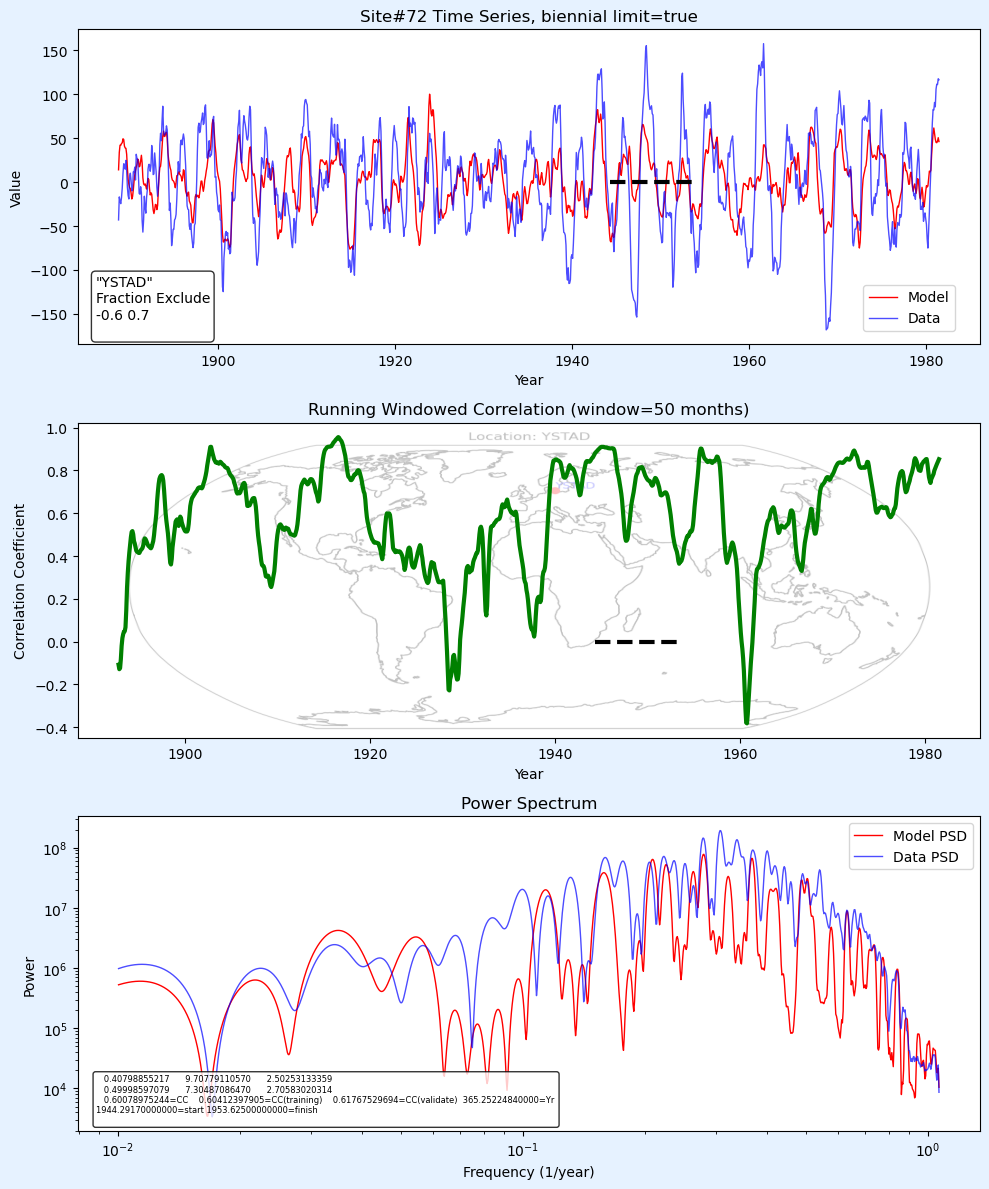 Site#72 Time Series, biennial limit=true
Value
150
100
50
0
−50
−100
−150
"YSTAD"
Fraction Exclude
-0.6 0.7
Model
Data
1900
1920
1940
1960
1980
Year
Running Windowed Correlation (window=50 months)
Location: YSTAD
Correlation Coefficient
1.0
0.8
0.6
0.4
0.2
0.0
−0.2
−0.4
1900
1920
1940
1960
1980
Year
Power Spectrum
Model PSD
Data PSD
Power
10^8
10^7
10^6
10^5
10^4
0.40798855217 9.70779110570 2.50253133359
0.49998597079 7.30487086470 2.70583020314
0.60078975244=CC 0.60412397905=CC(training) 0.61767529694=CC(validate) 365.25224840000=Yr
1944.29170000000=start 1953.62500000000=finish
10^−2
10^−1
10^0
Frequency (1/year)